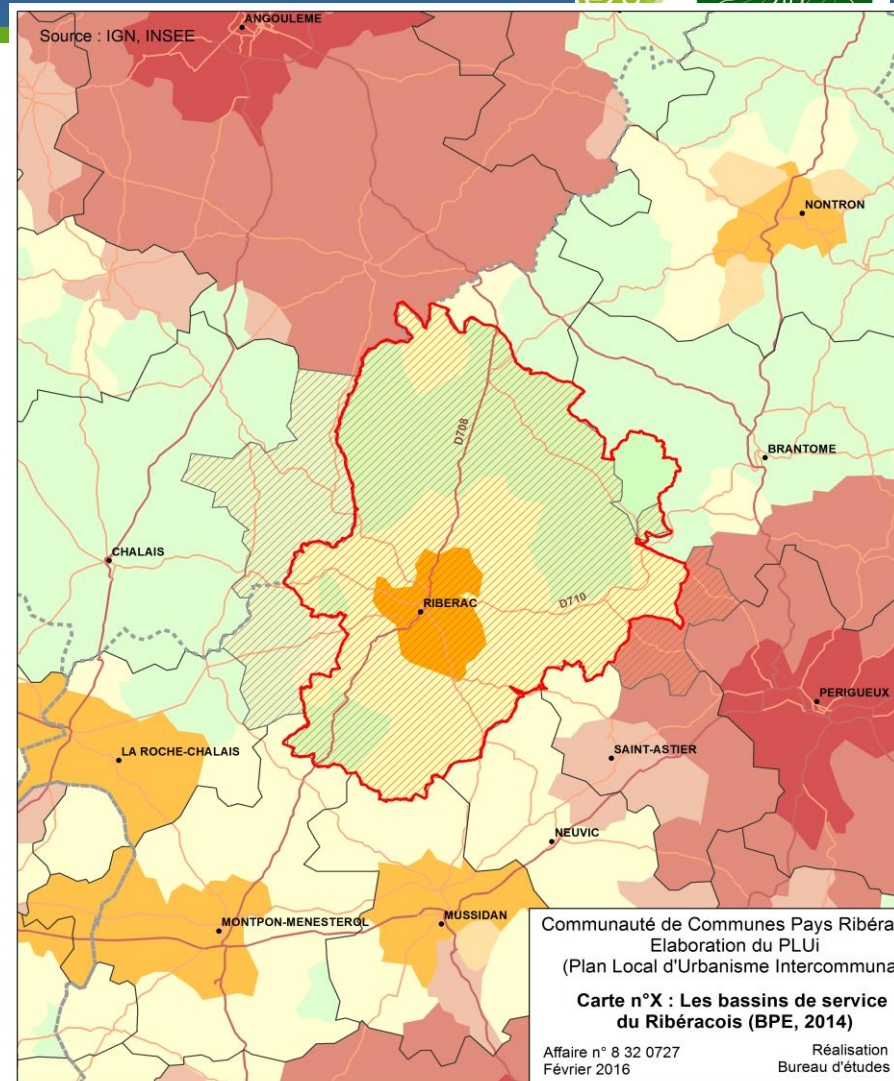 ANGOULEME
Source : IGN, INSEE
NONTRON
D708
BRANTOME
CHALAIS
RIBERAC
D710
PERIGUEUX
LA ROCHE-CHALAIS
SAINT-ASTIER
NEUVIC
MONTPON-MENESTEROL
MUSSIDAN
Communauté de Communes Pays Ribéra
Elaboration du PLUi
(Plan Local d'Urbanisme Intercommuna
Carte n°X : Les bassins de service
du Ribéracois (BPE, 2014)
Affaire n° 8 32 0727
Réalisation
Février 2016
Bureau d'études